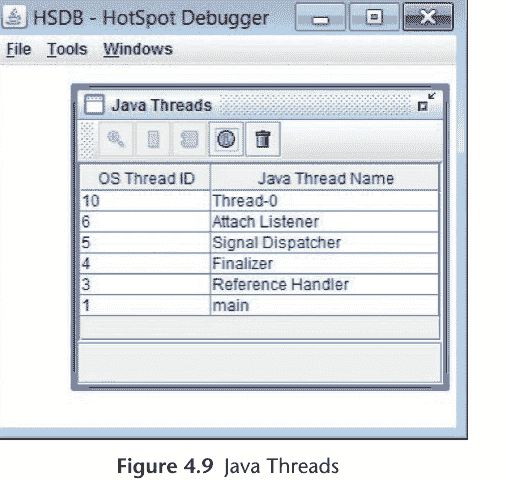 HSDB - HotSpot Debugger
File Tools Windows
Java Threads
OS Thread ID Java Thread Name
10 Thread-0
6 Attach Listener
5 Signal Dispatcher
4 Finalizer
3 Reference Handler
1 main
Figure 4.9 Java Threads